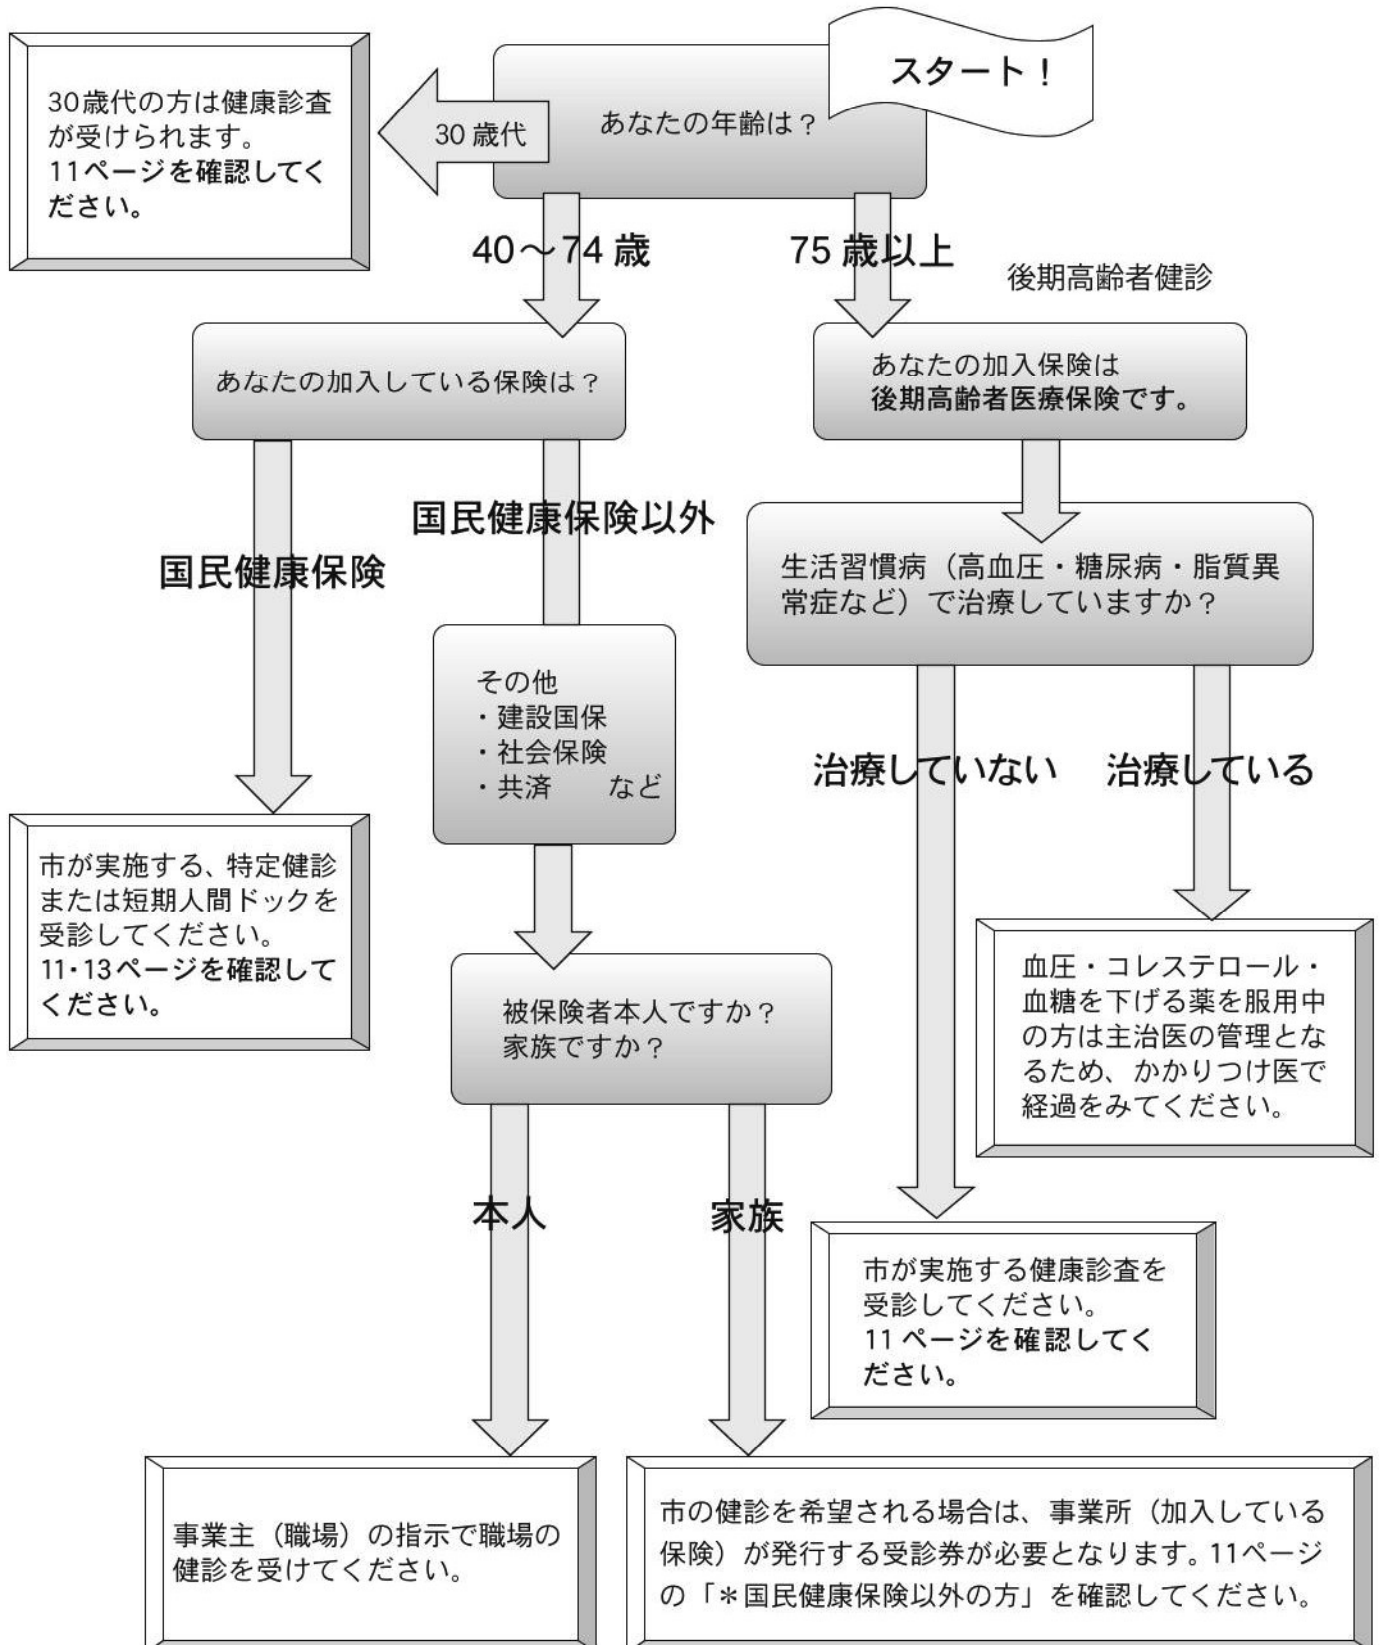 スタート！
あなたの年齢は？
30歳代
30歳代の方は健康診査
が受けられます。
11ページを確認してく
ださい。
40〜74歳
75歳以上
後期高齢者健診
あなたの加入している保険は？
あなたの加入保険は
後期高齢者医療保険です。
国民健康保険
国民健康保険以外
生活習慣病（高血圧・糖尿病・脂質異
常症など）で治療していますか？
その他
・建設国保
・社会保険
・共済　　など
治療していない
治療している
市が実施する、特定健診
または短期人間ドックを
受診してください。
11・13ページを確認して
ください。
被保険者本人ですか？
家族ですか？
血圧・コレステロール・
血糖を下げる薬を服用中
の方は主治医の管理とな
るため、かかりつけ医で
経過をみてください。
本人
家族
市が実施する健康診査を
受診してください。
11ページを確認してく
ださい。
事業主（職場）の指示で職場の
健診を受けてください。
市の健診を希望される場合は、事業所（加入している
保険）が発行する受診券が必要となります。11ページ
の「＊国民健康保険以外の方」を確認してください。